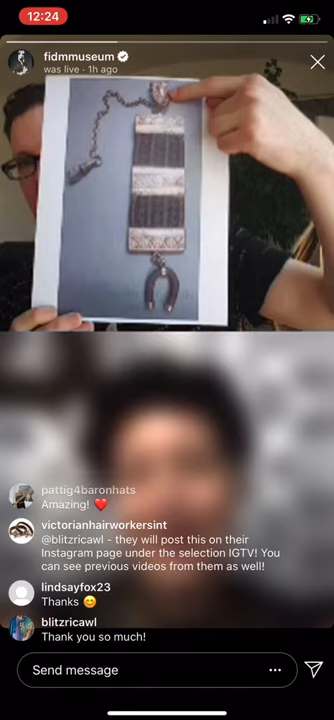 12:24
fidmmuseum
was live · 1h ago
pattig4baronhats
Amazing! ❤️
victorianhairworkersint
@blitzricawl - they will post this on their
Instagram page under the selection IGTV! You
can see previous videos from them as well!
lindsayfox23
Thanks 😊
blitzricawl
Thank you so much!
Send message